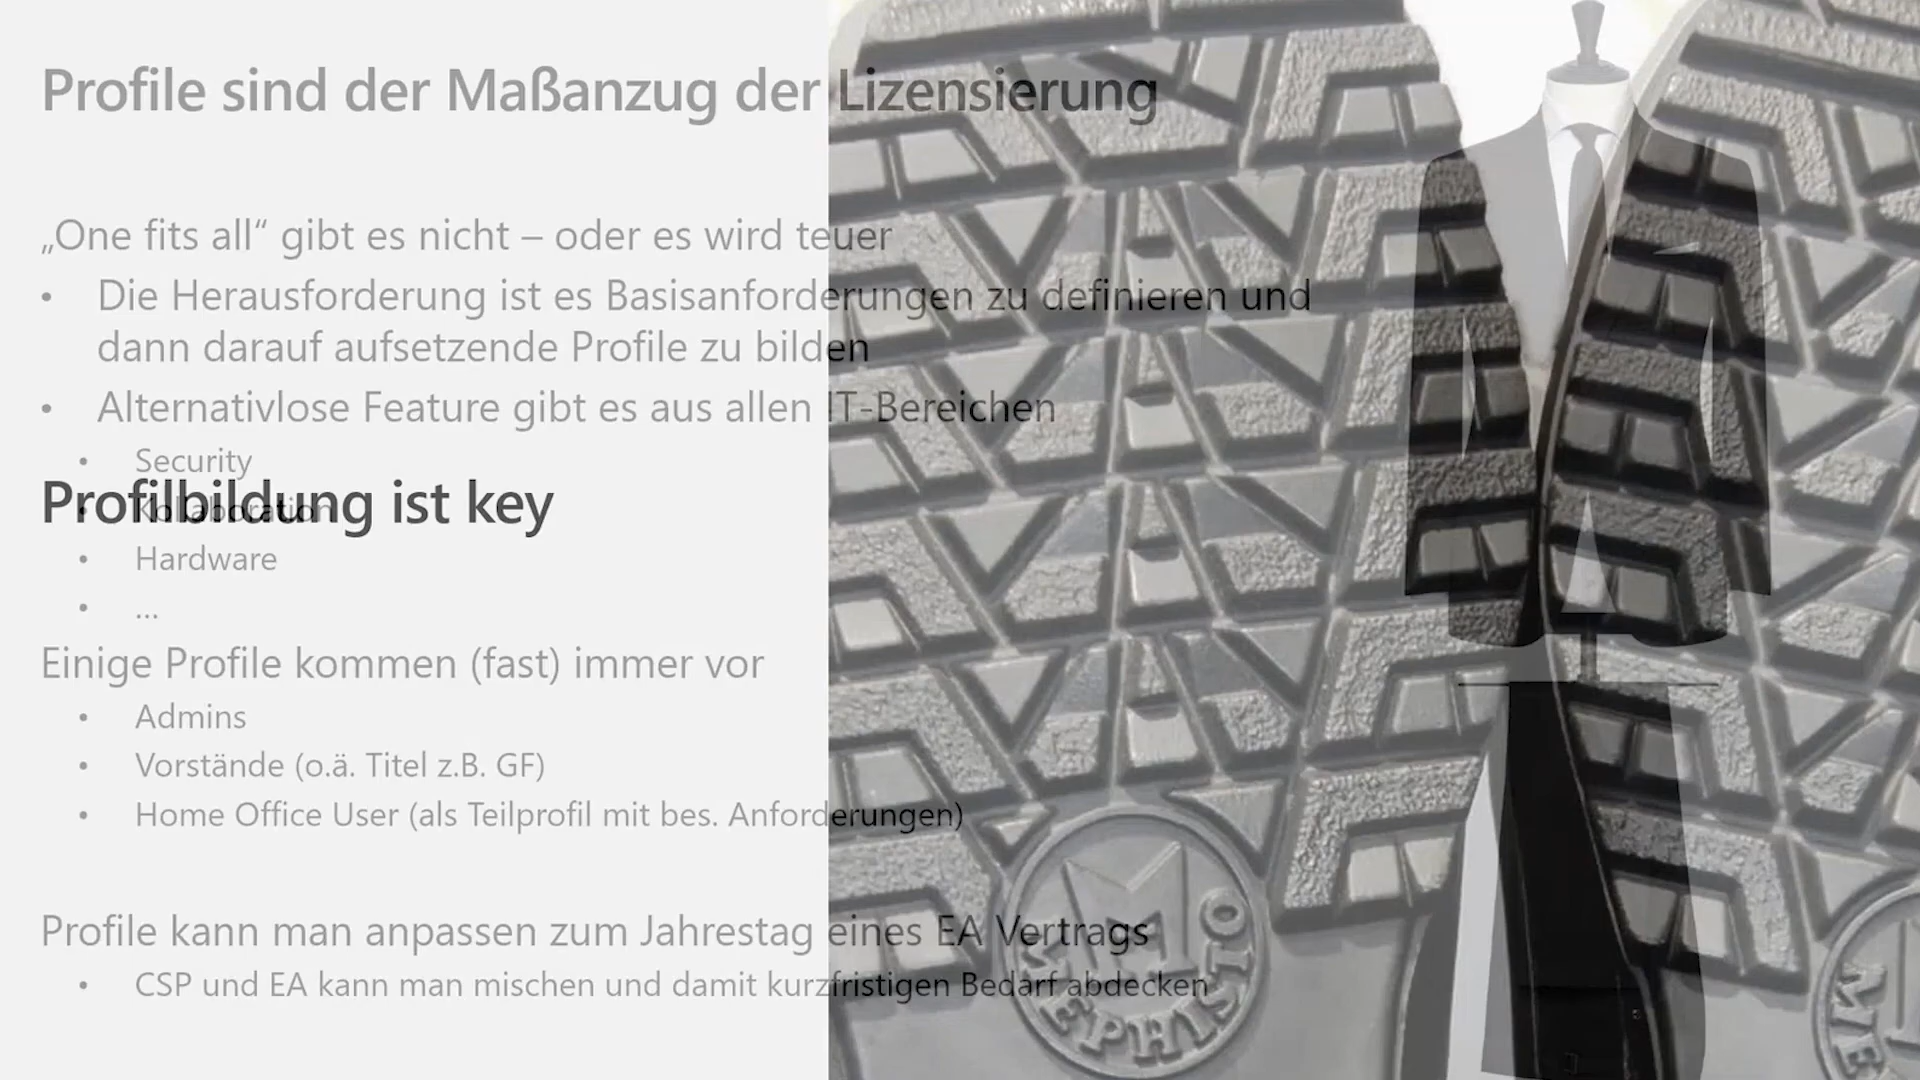 Profile sind der Maßanzug der Lizensierung
„One fits all“ gibt es nicht – oder es wird teuer
• Die Herausforderung ist es Basisanforderungen zu definieren und
dann darauf aufsetzende Profile zu bilden
• Alternativlose Feature gibt es aus allen IT-Bereichen
• Security
• Kollaboration
Profilbildung ist key
• Hardware
• ...
Einige Profile kommen (fast) immer vor
• Admins
• Vorstände (o.ä. Titel z.B. GF)
• Home Office User (als Teilprofil mit bes. Anforderungen)
Profile kann man anpassen zum Jahrestag eines EA Vertrags
• CSP und EA kann man mischen und damit kurzfristigen Bedarf abdecken
M
MEPHISTO
ME